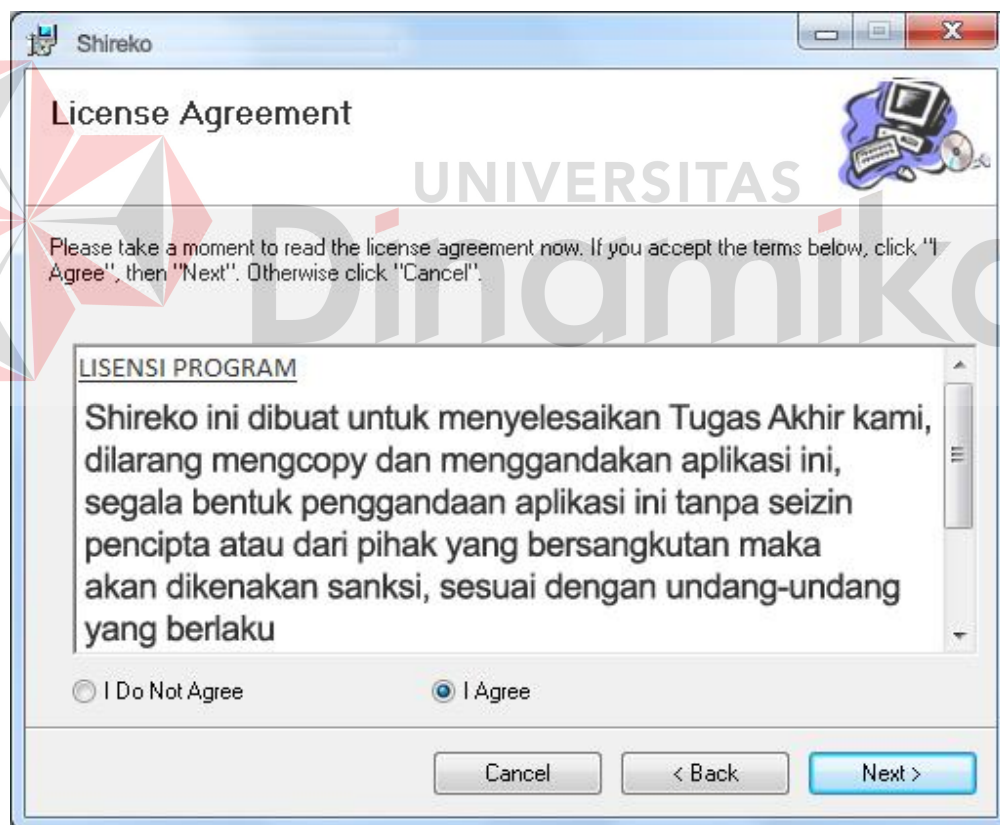 Shireko
License Agreement
UNIVERSITAS
Dinamika
Please take a moment to read the license agreement now. If you accept the terms below, click "I
Agree", then "Next". Otherwise click "Cancel".
LISENSI PROGRAM
Shireko ini dibuat untuk menyelesaikan Tugas Akhir kami,
dilarang mengcopy dan menggandakan aplikasi ini,
segala bentuk penggandaan aplikasi ini tanpa seizin
pencipta atau dari pihak yang bersangkutan maka
akan dikenakan sanksi, sesuai dengan undang-undang
yang berlaku
I Do Not Agree
I Agree
Cancel
< Back
Next >